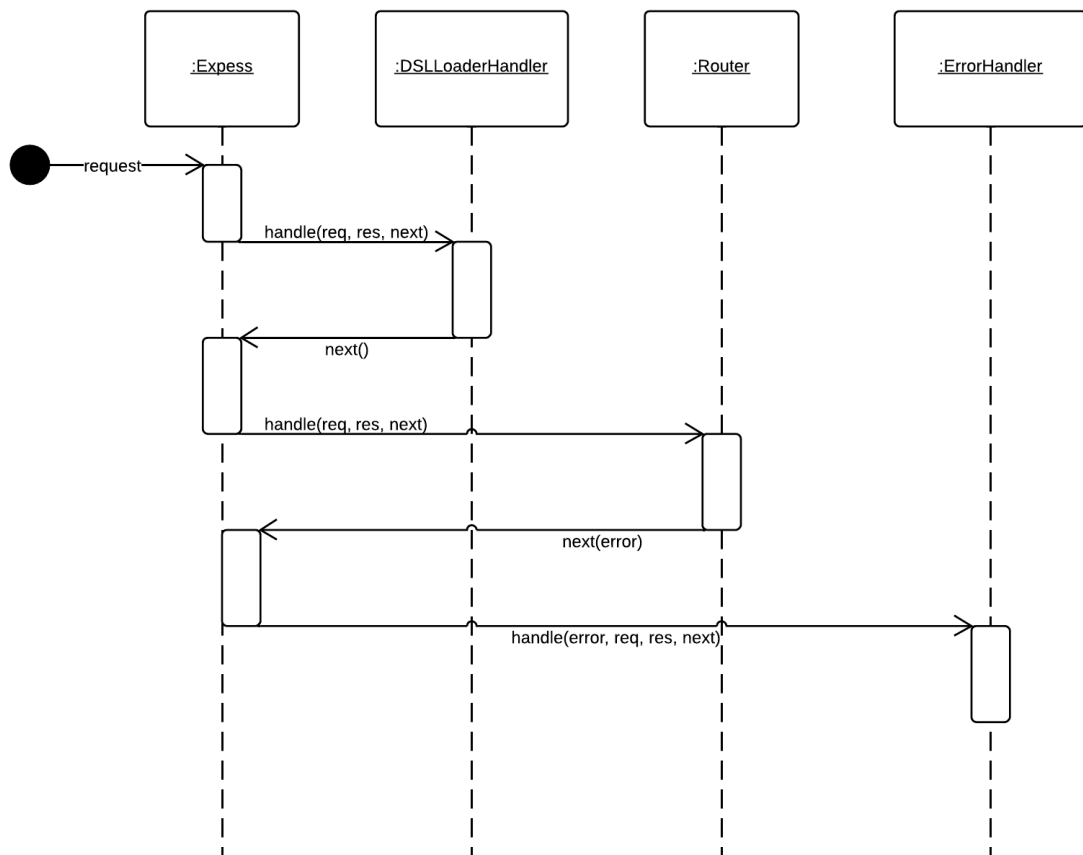 :Expess
:DSLLoaderHandler
:Router
:ErrorHandler
request
handle(req, res, next)
next()
handle(req, res, next)
next(error)
handle(error, req, res, next)